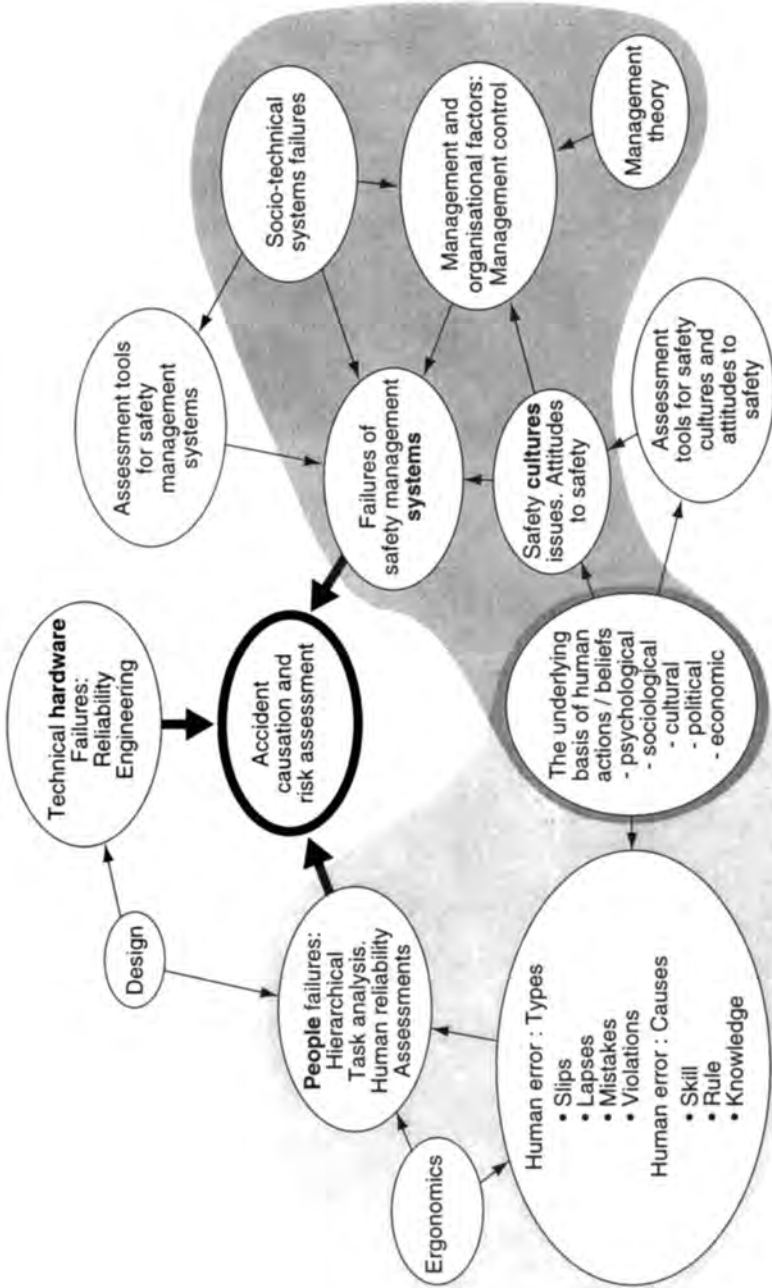 Technical hardware
Failures:
Reliability
Engineering
Design
Assessment tools
for safety
management
systems
Socio-technical
systems failures
People failures:
Hierarchical
Task analysis.
Human reliability
Assessments
Accident
causation and
risk assessment
Failures of
safety management
systems
Management and
organisational factors:
Management control
Ergonomics
Human error : Types
• Slips
• Lapses
• Mistakes
• Violations
Human error : Causes
• Skill
• Rule
• Knowledge
The underlying
basis of human
actions / beliefs
- psychological
- sociological
- cultural
- political
- economic
Safety cultures
issues. Attitudes
to safety
Assessment
tools for safety
cultures and
attitudes to
safety
Management
theory